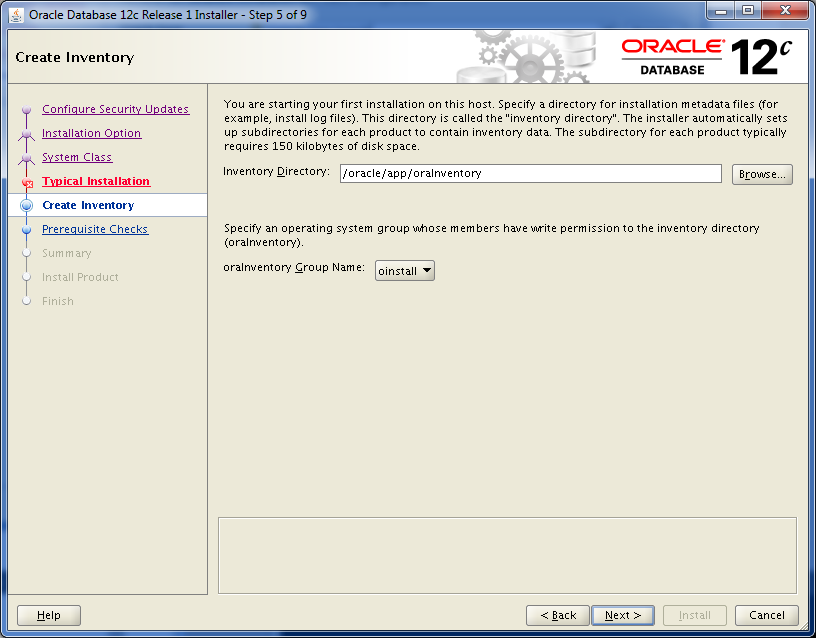 Oracle Database 12c Release 1 Installer - Step 5 of 9
Create Inventory
ORACLE
DATABASE
12c
Configure Security Updates
Installation Option
System Class
Typical Installation
Create Inventory
Prerequisite Checks
Summary
Install Product
Finish
You are starting your first installation on this host. Specify a directory for installation metadata files (for
example, install log files). This directory is called the "inventory directory". The installer automatically sets
up subdirectories for each product to contain inventory data. The subdirectory for each product typically
requires 150 kilobytes of disk space.
Inventory Directory: /oracle/app/oraInventory Browse...
Specify an operating system group whose members have write permission to the inventory directory
(oraInventory).
oraInventory Group Name: oinstall
Help < Back Next > Install Cancel